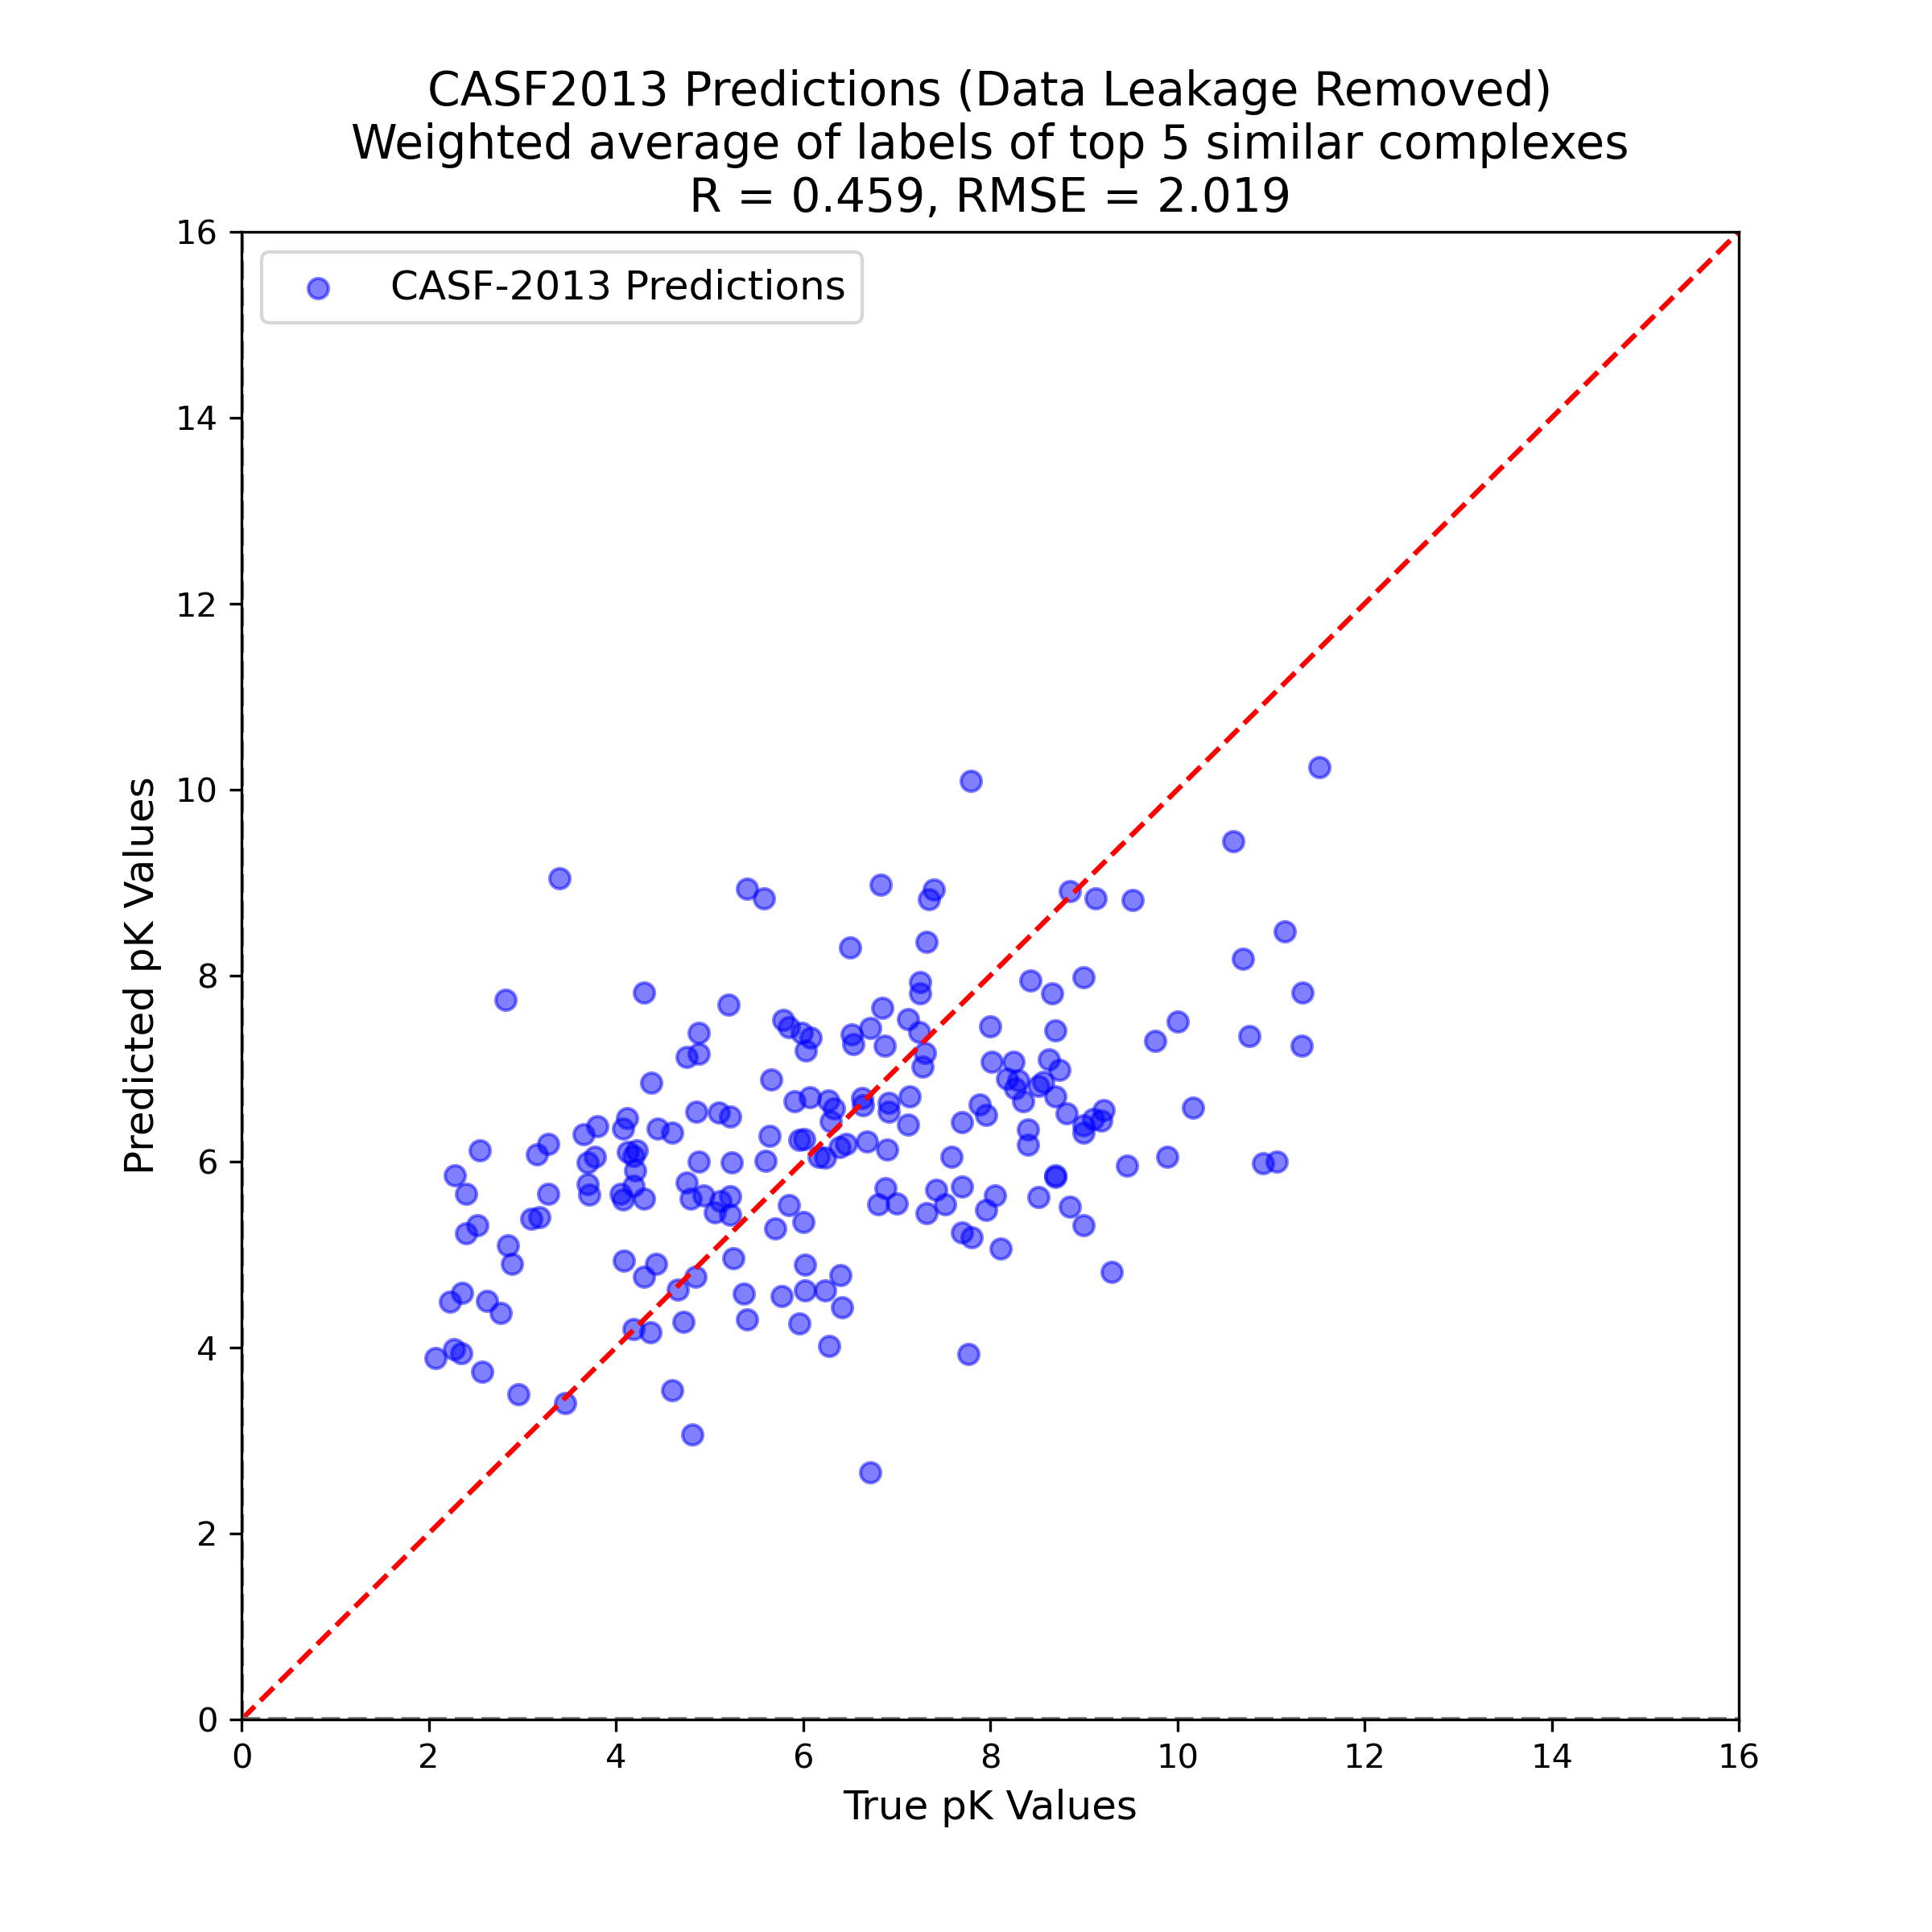 CASF2013 Predictions (Data Leakage Removed)
Weighted average of labels of top 5 similar complexes
R = 0.459, RMSE = 2.019
CASF-2013 Predictions
16
14
12
10
8
6
4
2
0
Predicted pK Values
0 2 4 6 8 10 12 14 16
True pK Values